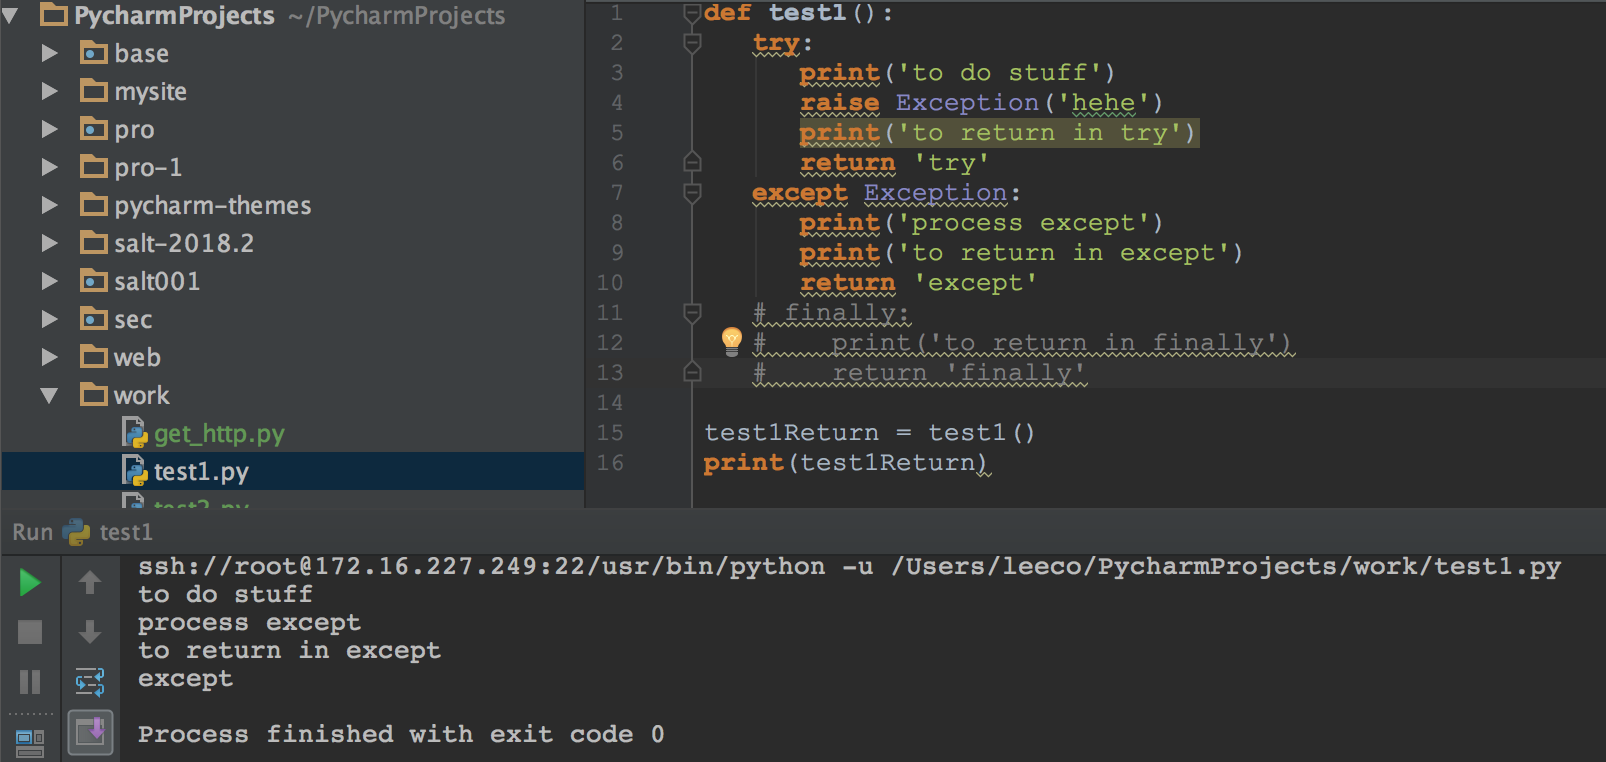 PycharmProjects ~/PycharmProjects
base
mysite
pro
pro-1
pycharm-themes
salt-2018.2
salt001
sec
web
work
get_http.py
test1.py
test2.py
1 def test1():
2 try:
3 print('to do stuff')
4 raise Exception('hehe')
5 print('to return in try')
6 return 'try'
7 except Exception:
8 print('process except')
9 print('to return in except')
10 return 'except'
11 # finally:
12 # print('to return in finally')
13 # return 'finally'
14
15 test1Return = test1()
16 print(test1Return)
Run test1
ssh://root@172.16.227.249:22/usr/bin/python -u /Users/leeco/PycharmProjects/work/test1.py
to do stuff
process except
to return in except
except
Process finished with exit code 0